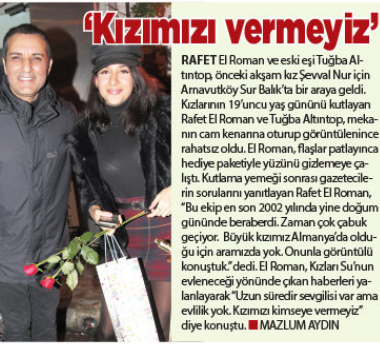 ‘Kızımızı vermeyiz’
RAFET El Roman ve eski eşi Tuğba Al-
tıntop, önceki akşam kız Şevval Nur için
Arnavutköy Sur Balık’ta bir araya geldi.
Kızlarının 19’uncu yaş gününü kutlayan
Rafet El Roman ve Tuğba Altıntop, meka-
nın cam kenarına oturup görüntülenince
rahatsız oldu. El Roman, flaşlar patlayınca
hediye paketiyle yüzünü gizlemeye ça-
lıştı. Kutlama yemeği sonrası gazetecile-
rin sorularını yanıtlayan Rafet El Roman,
“Bu ekip en son 2002 yılında yine doğum
gününde beraberdi. Zaman çok çabuk
geçiyor. Büyük kızımız Almanya’da oldu-
ğu için aramızda yok. Onunla görüntülü
konuştuk.” dedi. El Roman, Kızları Su’nun
evleneceği yönünde çıkan haberleri ya-
lanlayarak “Uzun süredir sevgilisi var ama
evlilik yok. Kızımızı kimseye vermeyiz”
diye konuştu. ■ MAZLUM AYDIN